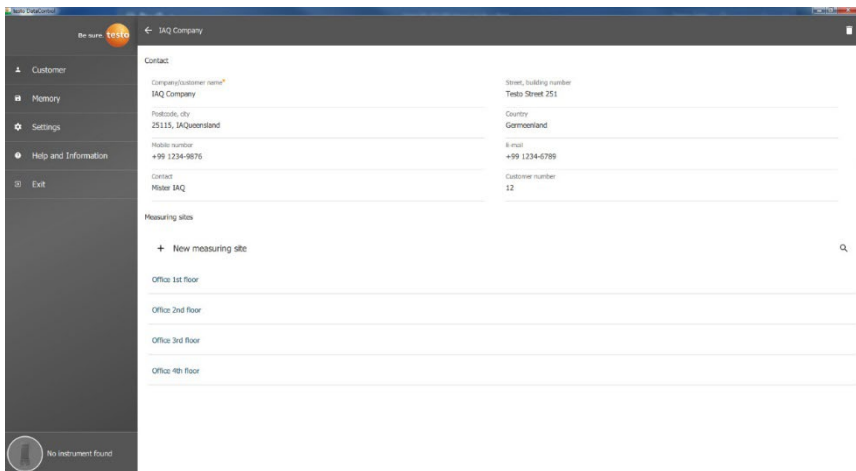 testo DataControl
Be sure. testo
← IAQ Company
Customer
Memory
Settings
Help and Information
Exit
Contact
Company/customer name*
IAQ Company
Street, building number
Testo Street 251
Postcode, city
25115, IAQueensland
Country
Germeenland
Mobile number
+99 1234-9876
E-mail
+99 1234-6789
Contact
Mister IAQ
Customer number
12
Measuring sites
+ New measuring site
Office 1st floor
Office 2nd floor
Office 3rd floor
Office 4th floor
No instrument found